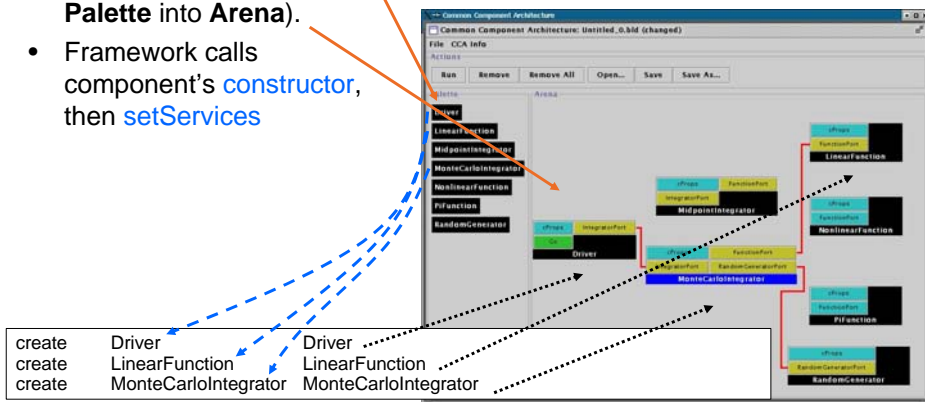 Palette into Arena).
• Framework calls
component's constructor,
then setServices
Common Component Architecture
Common Component Architecture: Untitled_0.bld (changed)
File CCA Info
Actions
Run Remove Remove All Open... Save Save As...
Palette Arena
Driver
LinearFunction
MidpointIntegrator
MonteCarloIntegrator
NonlinearFunction
PiFunction
RandomGenerator
cProps
FunctionPort
LinearFunction
cProps FunctionPort
IntegratorPort
MidpointIntegrator
cProps
FunctionPort
NonlinearFunction
cProps IntegratorPort
Go
Driver
cProps FunctionPort
IntegratorPort RandomGeneratorPort
MonteCarloIntegrator
cProps
FunctionPort
PiFunction
cProps
RandomGeneratorPort
RandomGenerator
create Driver Driver
create LinearFunction LinearFunction
create MonteCarloIntegrator MonteCarloIntegrator